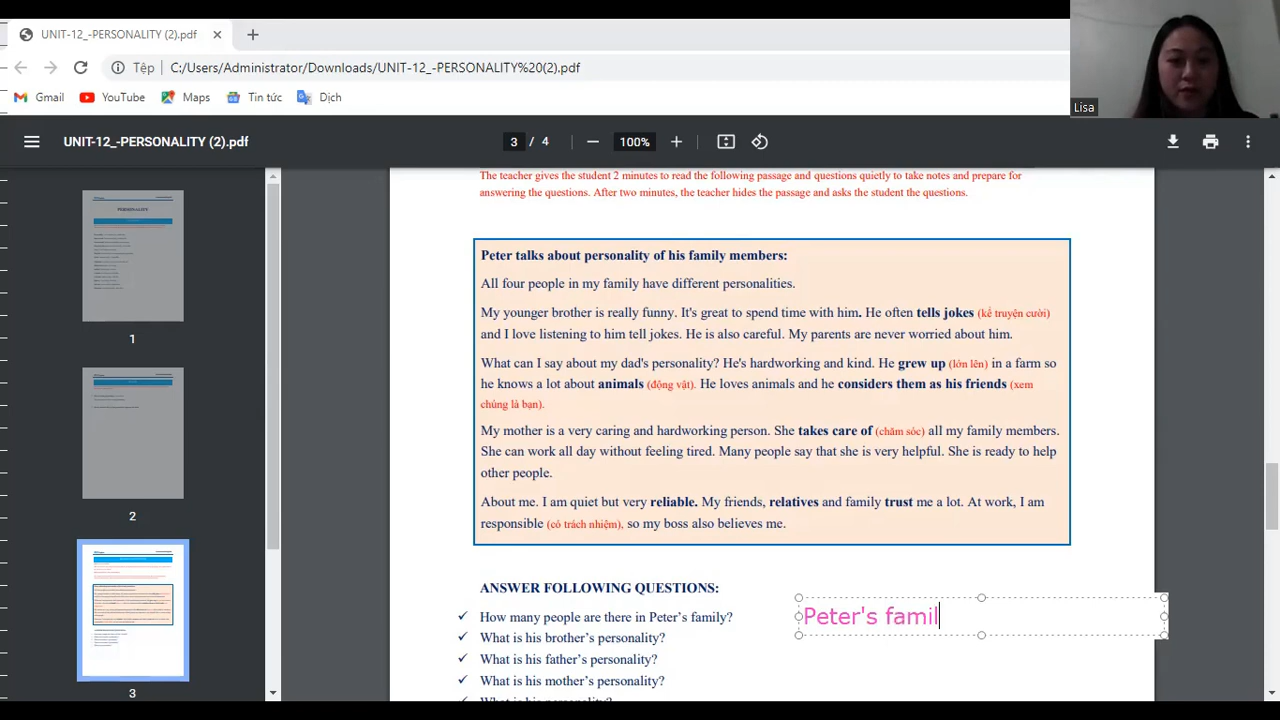 UNIT-12_-PERSONALITY (2).pdf
Tệp C:/Users/Administrator/Downloads/UNIT-12_-PERSONALITY%20(2).pdf
Gmail YouTube Maps Tin tức Dịch
Lisa
UNIT-12_-PERSONALITY (2).pdf 3 / 4 100%
PERSONALITY
1
2
3
The teacher gives the student 2 minutes to read the following passage and questions quietly to take notes and prepare for
answering the questions. After two minutes, the teacher hides the passage and asks the student the questions.
Peter talks about personality of his family members:
All four people in my family have different personalities.
My younger brother is really funny. It's great to spend time with him. He often tells jokes (kể truyện cười)
and I love listening to him tell jokes. He is also careful. My parents are never worried about him.
What can I say about my dad's personality? He's hardworking and kind. He grew up (lớn lên) in a farm so
he knows a lot about animals (động vật). He loves animals and he considers them as his friends (xem
chúng là bạn).
My mother is a very caring and hardworking person. She takes care of (chăm sóc) all my family members.
She can work all day without feeling tired. Many people say that she is very helpful. She is ready to help
other people.
About me. I am quiet but very reliable. My friends, relatives and family trust me a lot. At work, I am
responsible (có trách nhiệm), so my boss also believes me.
ANSWER FOLLOWING QUESTIONS:
✓ How many people are there in Peter's family?
Peter's famil
✓ What is his brother's personality?
✓ What is his father's personality?
✓ What is his mother's personality?
✓ What is his personality?